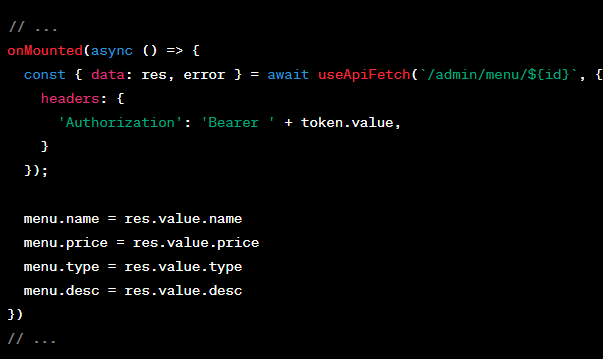 // ...
onMounted(async () => {
  const { data: res, error } = await useApiFetch(`/admin/menu/${id}`, {
    headers: {
      'Authorization': 'Bearer ' + token.value,
    }
  });

  menu.name = res.value.name
  menu.price = res.value.price
  menu.type = res.value.type
  menu.desc = res.value.desc
})
// ...